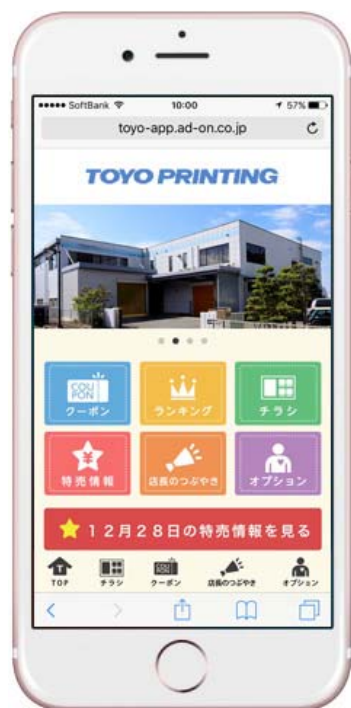 SoftBank 10:00 57%
toyo-app.ad-on.co.jp
TOYO PRINTING
COUPON
クーポン
ランキング
チラシ
¥
特売情報
店長のつぶやき
オプション
12月28日の特売情報を見る
T
TOP
チラシ
クーポン
店長のつぶやき
オプション